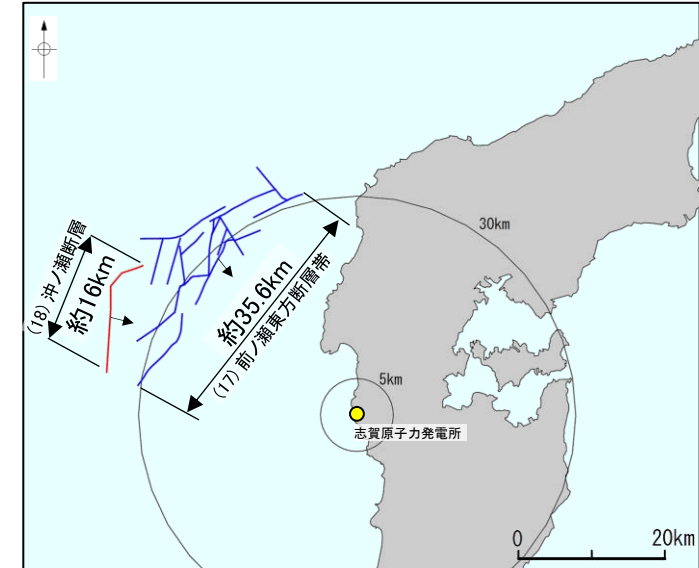 30km
(18) 沖ノ瀬断層
約16km
約35.6km
(17) 前ノ瀬東方断層帯
5km
志賀原子力発電所
0 20km